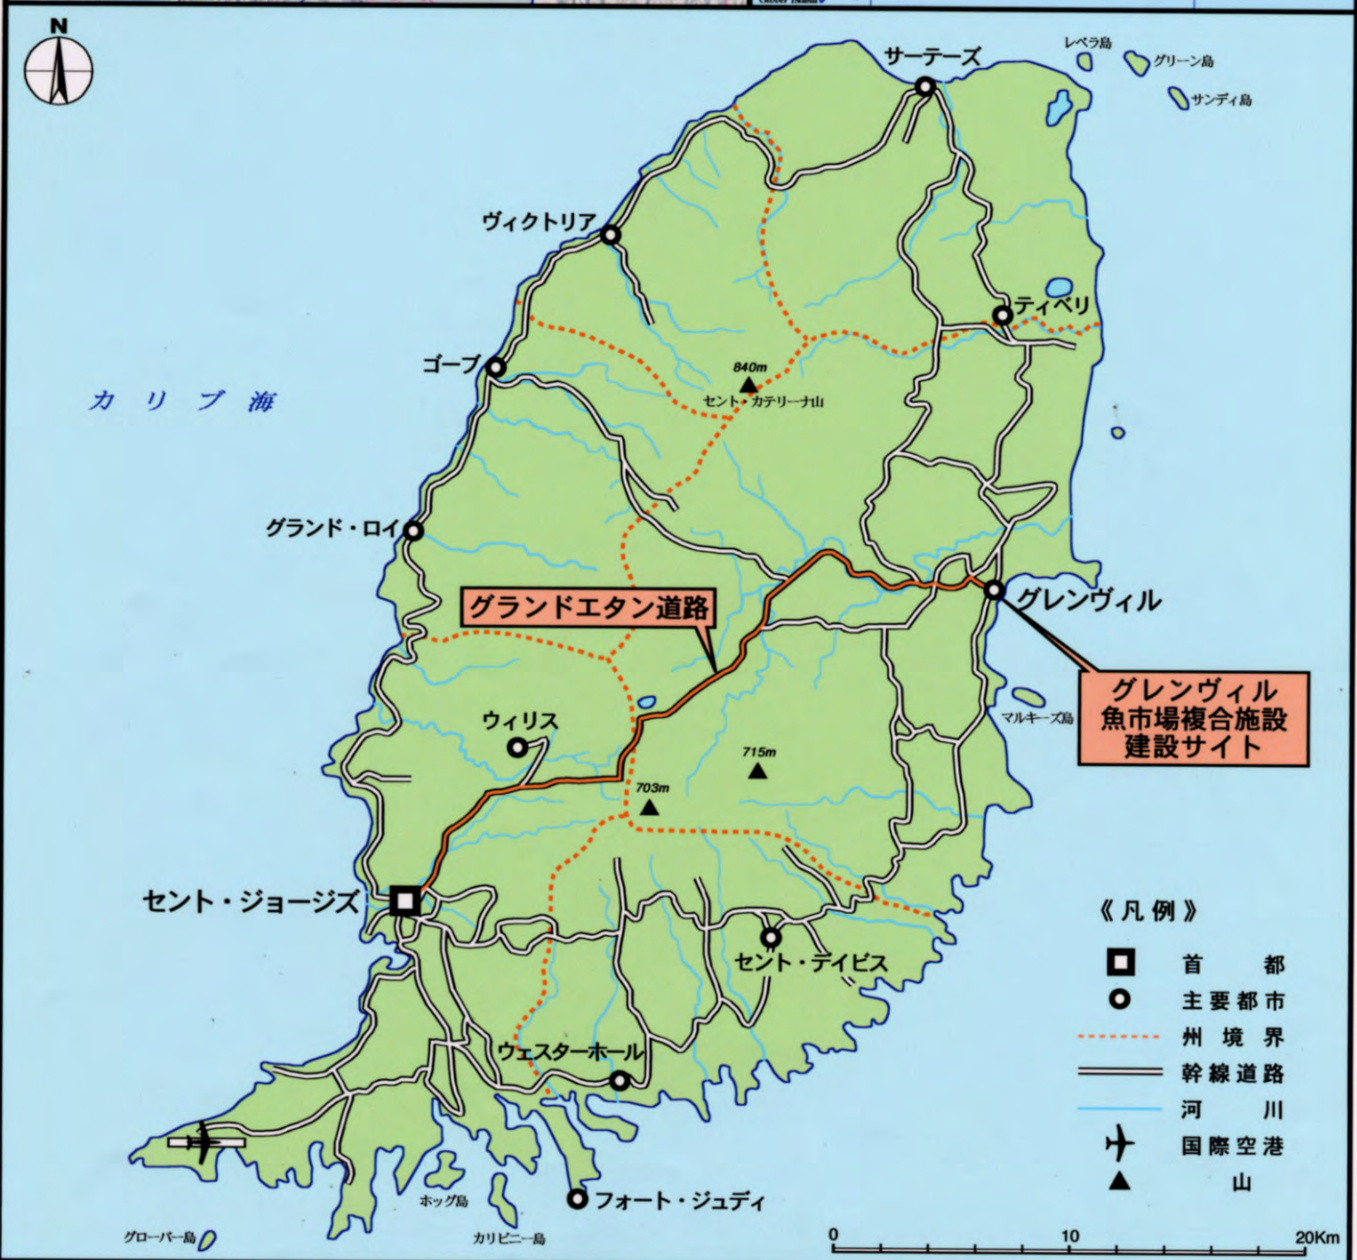 N
サーテーズ
レベラ島
グリーン島
サンディ島
ヴィクトリア
ティベリ
ゴーブ
840m
セント・カテリーナ山
カリブ海
グランド・ロイ
グランドエタン道路
グレンヴィル
グレンヴィル
魚市場複合施設
建設サイト
マルキーズ島
ウィリス
715m
703m
セント・ジョージズ
セント・デイビス
ウェスターホール
《凡例》
首都
主要都市
州境界
幹線道路
河川
国際空港
山
ホッグ島
フォート・ジュディ
グローバー島
カリビニー島
0 10 20Km